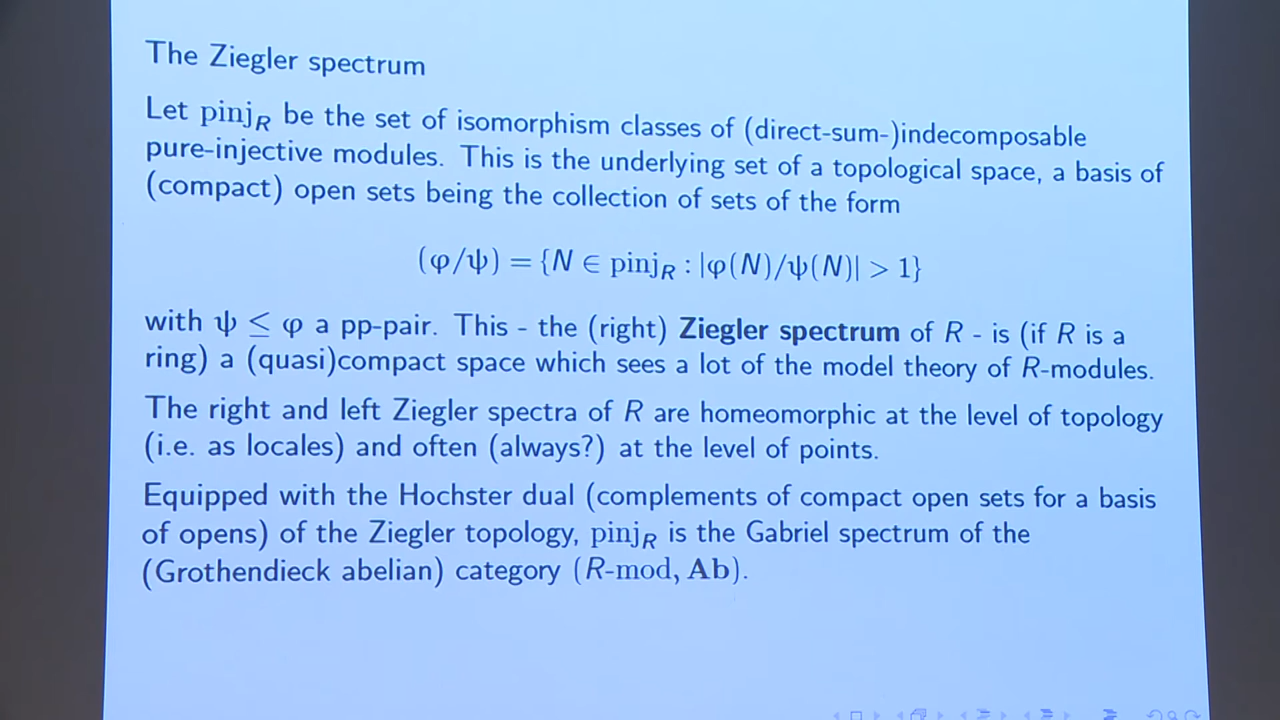 The Ziegler spectrum
Let pinj_R be the set of isomorphism classes of (direct-sum-)indecomposable
pure-injective modules. This is the underlying set of a topological space, a basis of
(compact) open sets being the collection of sets of the form
(φ/ψ) = {N ∈ pinj_R : |φ(N)/ψ(N)| > 1}
with ψ ≤ φ a pp-pair. This - the (right) Ziegler spectrum of R - is (if R is a
ring) a (quasi)compact space which sees a lot of the model theory of R-modules.
The right and left Ziegler spectra of R are homeomorphic at the level of topology
(i.e. as locales) and often (always?) at the level of points.
Equipped with the Hochster dual (complements of compact open sets for a basis
of opens) of the Ziegler topology, pinj_R is the Gabriel spectrum of the
(Grothendieck abelian) category (R-mod, Ab).